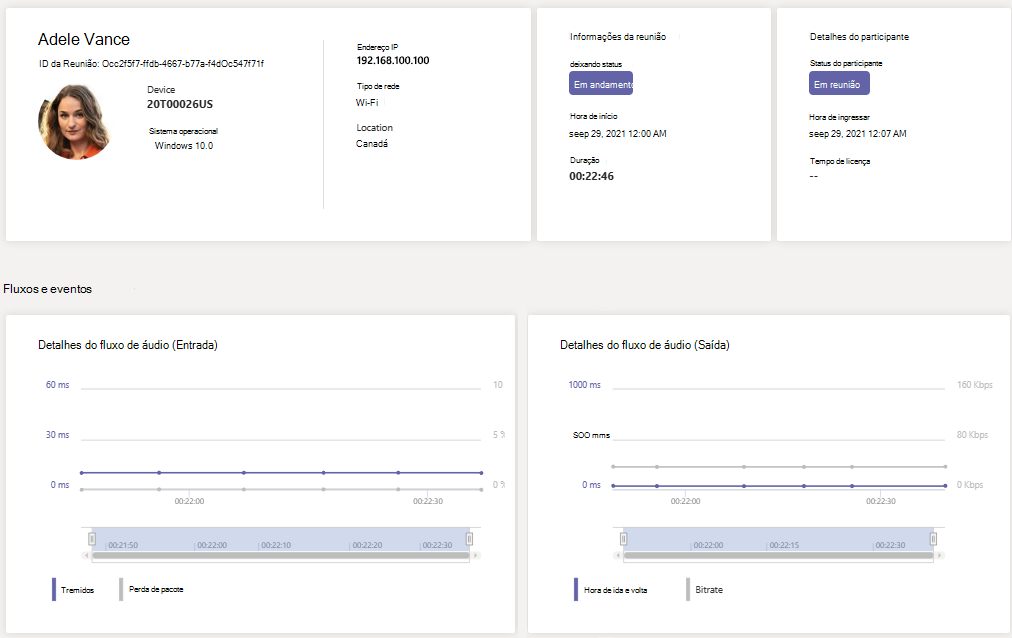 Adele Vance
ID da Reunião: Occ2f5f7-ffdb-4667-b77a-f4dOc547f71f
Device
20T00026US
Sistema operacional
Windows 10.0
Endereço IP
192.168.100.100
Tipo de rede
Wi-Fi
Location
Canadá
Informações da reunião
deixando status
Em andamento
Hora de início
seep 29, 2021 12:00 AM
Duração
00:22:46
Detalhes do participante
Status do participante
Em reunião
Hora de ingressar
seep 29, 2021 12:07 AM
Tempo de licença
--
Fluxos e eventos
Detalhes do fluxo de áudio (Entrada)
60 ms
10
30 ms
5 %
0 ms
0 %
00:22:00
00:22:30
00:21:50
00:22:00
00:22:10
00:22:20
00:22:30
Tremidos
Perda de pacote
Detalhes do fluxo de áudio (Saída)
1000 ms
160 Kbps
SOO mms
80 Kbps
0 ms
0 Kbps
00:22:00
00:22:30
00:22:00
00:22:15
00:22:30
Hora de ida e volta
Bitrate